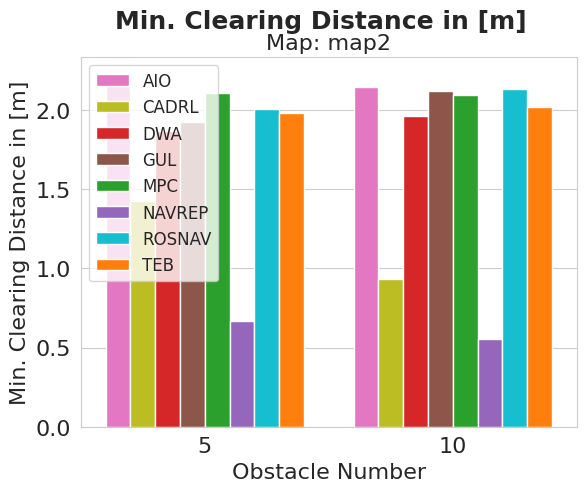 Min. Clearing Distance in [m]
Map: map2
Min. Clearing Distance in [m]
2.0
1.5
1.0
0.5
0.0
AIO
CADRL
DWA
GUL
MPC
NAVREP
ROSNAV
TEB
5
10
Obstacle Number